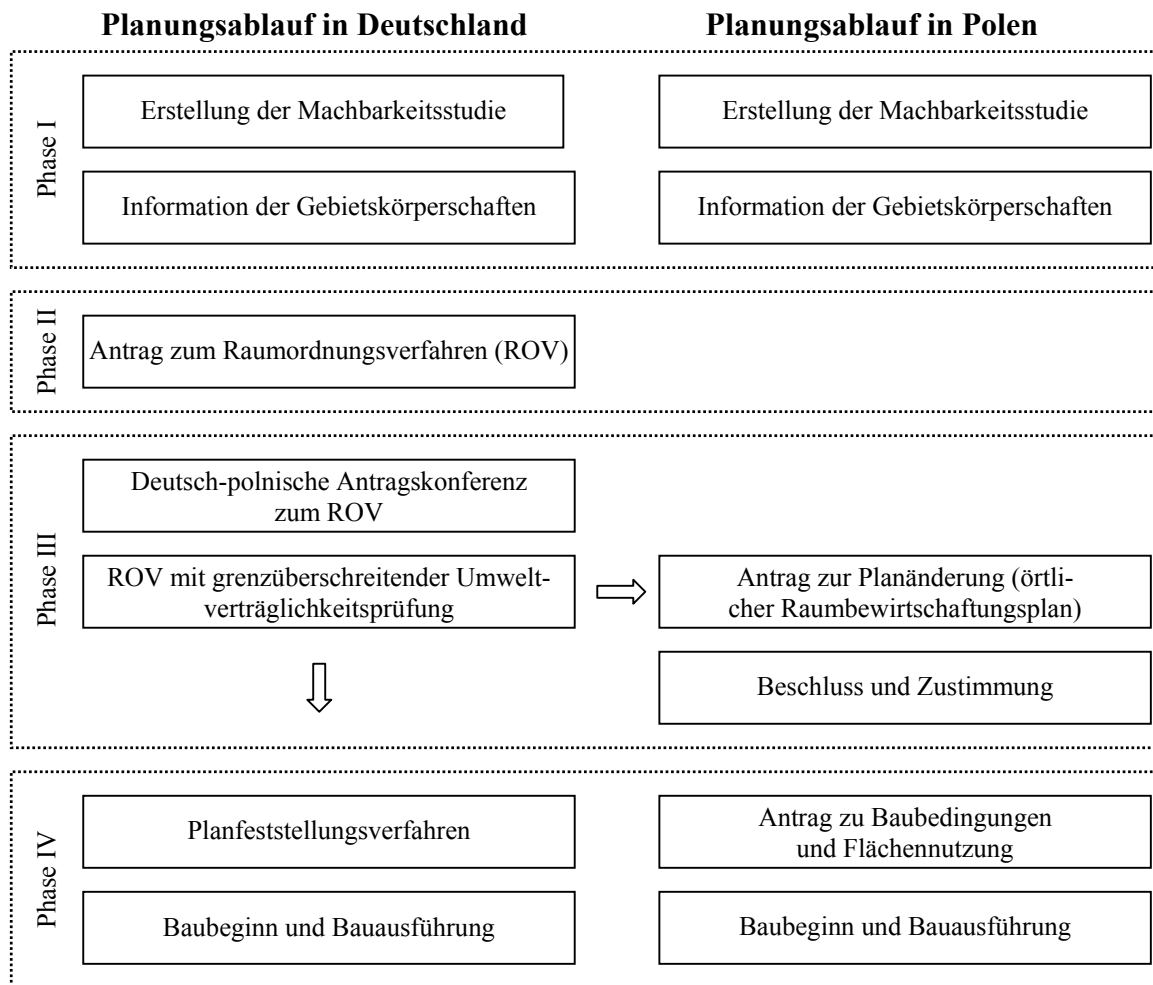 Planungsablauf in Deutschland
Planungsablauf in Polen
Phase I
Erstellung der Machbarkeitsstudie
Erstellung der Machbarkeitsstudie
Information der Gebietskörperschaften
Information der Gebietskörperschaften
Phase II
Antrag zum Raumordnungsverfahren (ROV)
Phase III
Deutsch-polnische Antragskonferenz
zum ROV
ROV mit grenzüberschreitender Umwelt-
verträglichkeitsprüfung
Antrag zur Planänderung (örtli-
cher Raumbewirtschaftungsplan)
Beschluss und Zustimmung
Phase IV
Planfeststellungsverfahren
Antrag zu Baubedingungen
und Flächennutzung
Baubeginn und Bauausführung
Baubeginn und Bauausführung